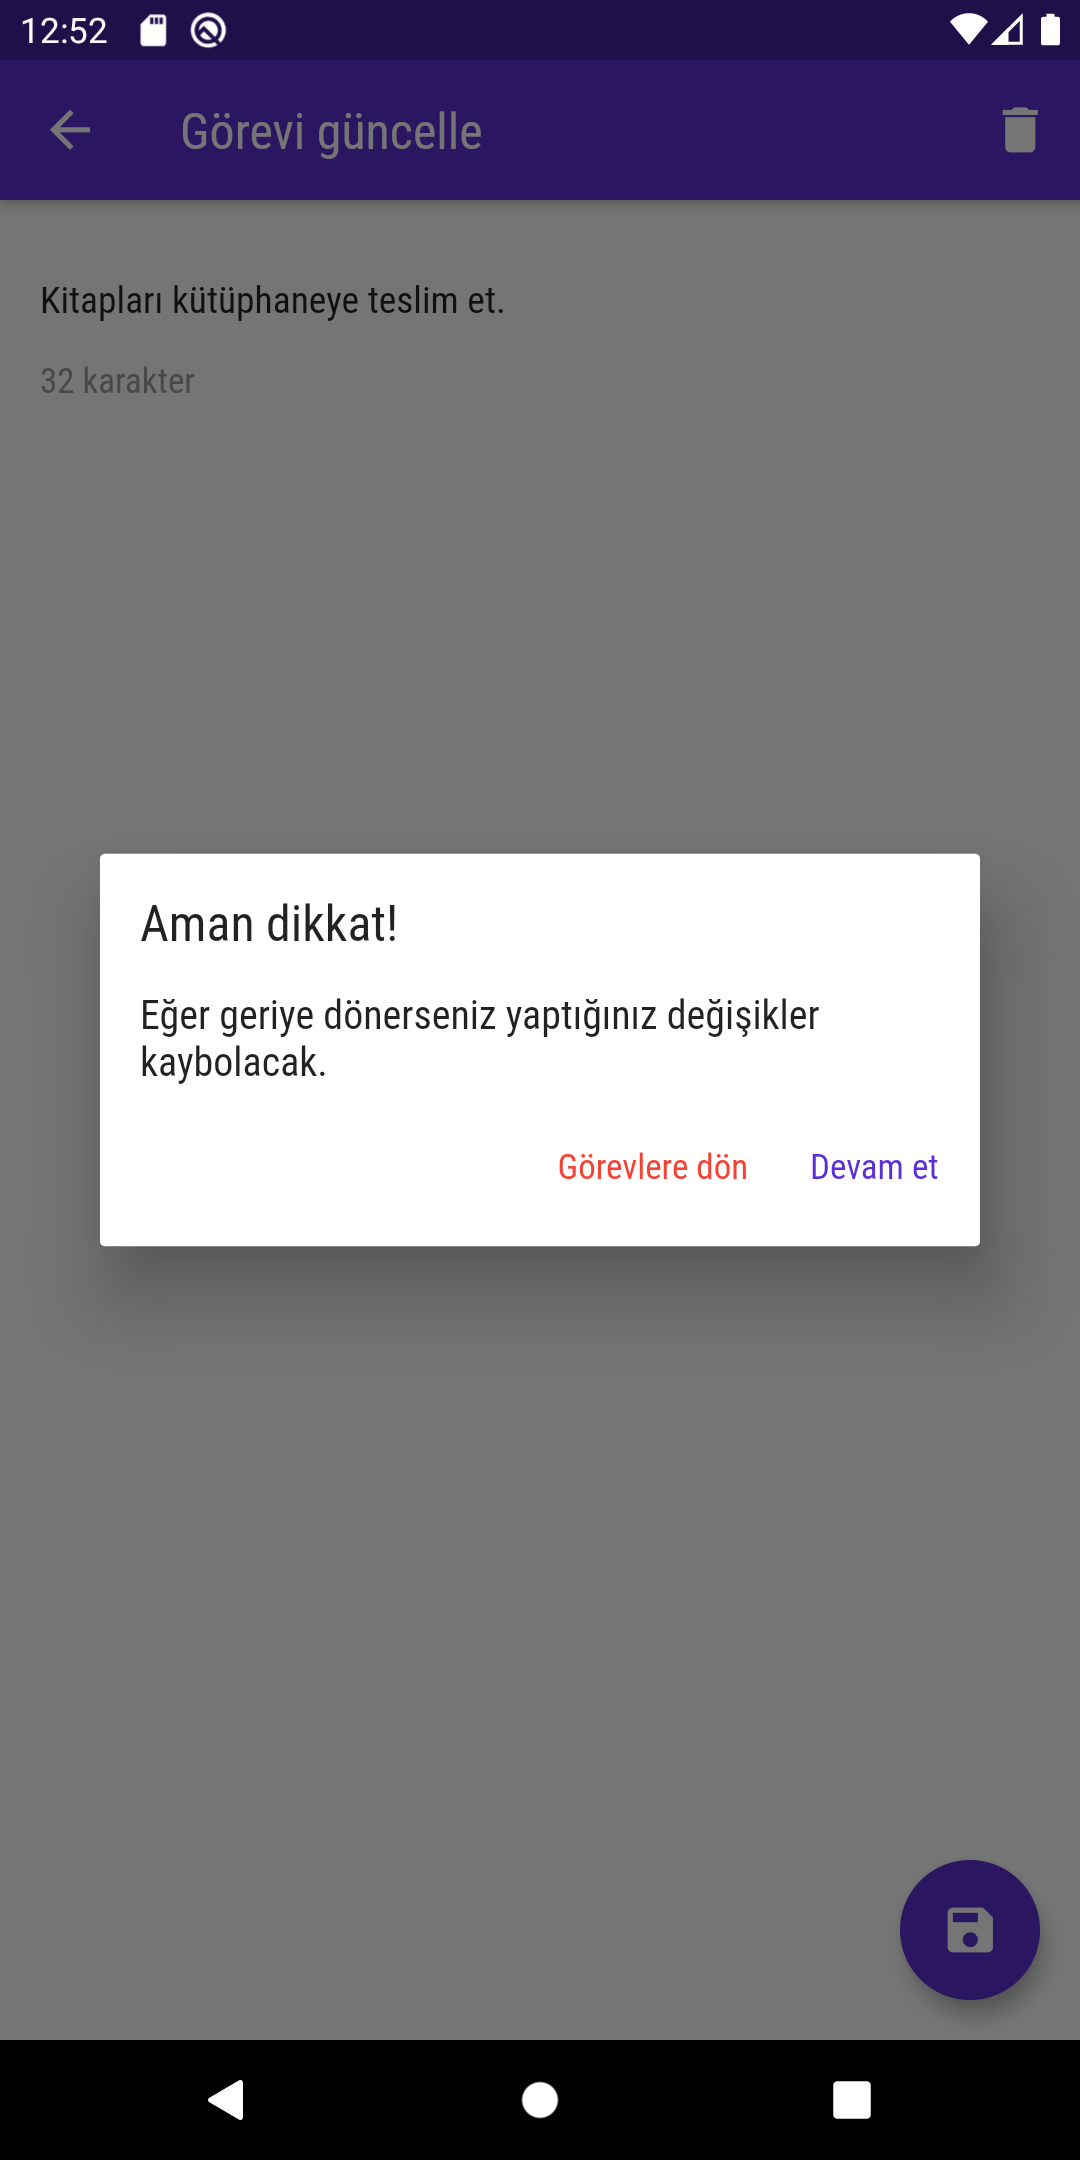 12:52
Görevi güncelle
Kitapları kütüphaneye teslim et.
32 karakter
Aman dikkat!
Eğer geriye dönerseniz yaptığınız değişikler
kaybolacak.
Görevlere dön Devam et